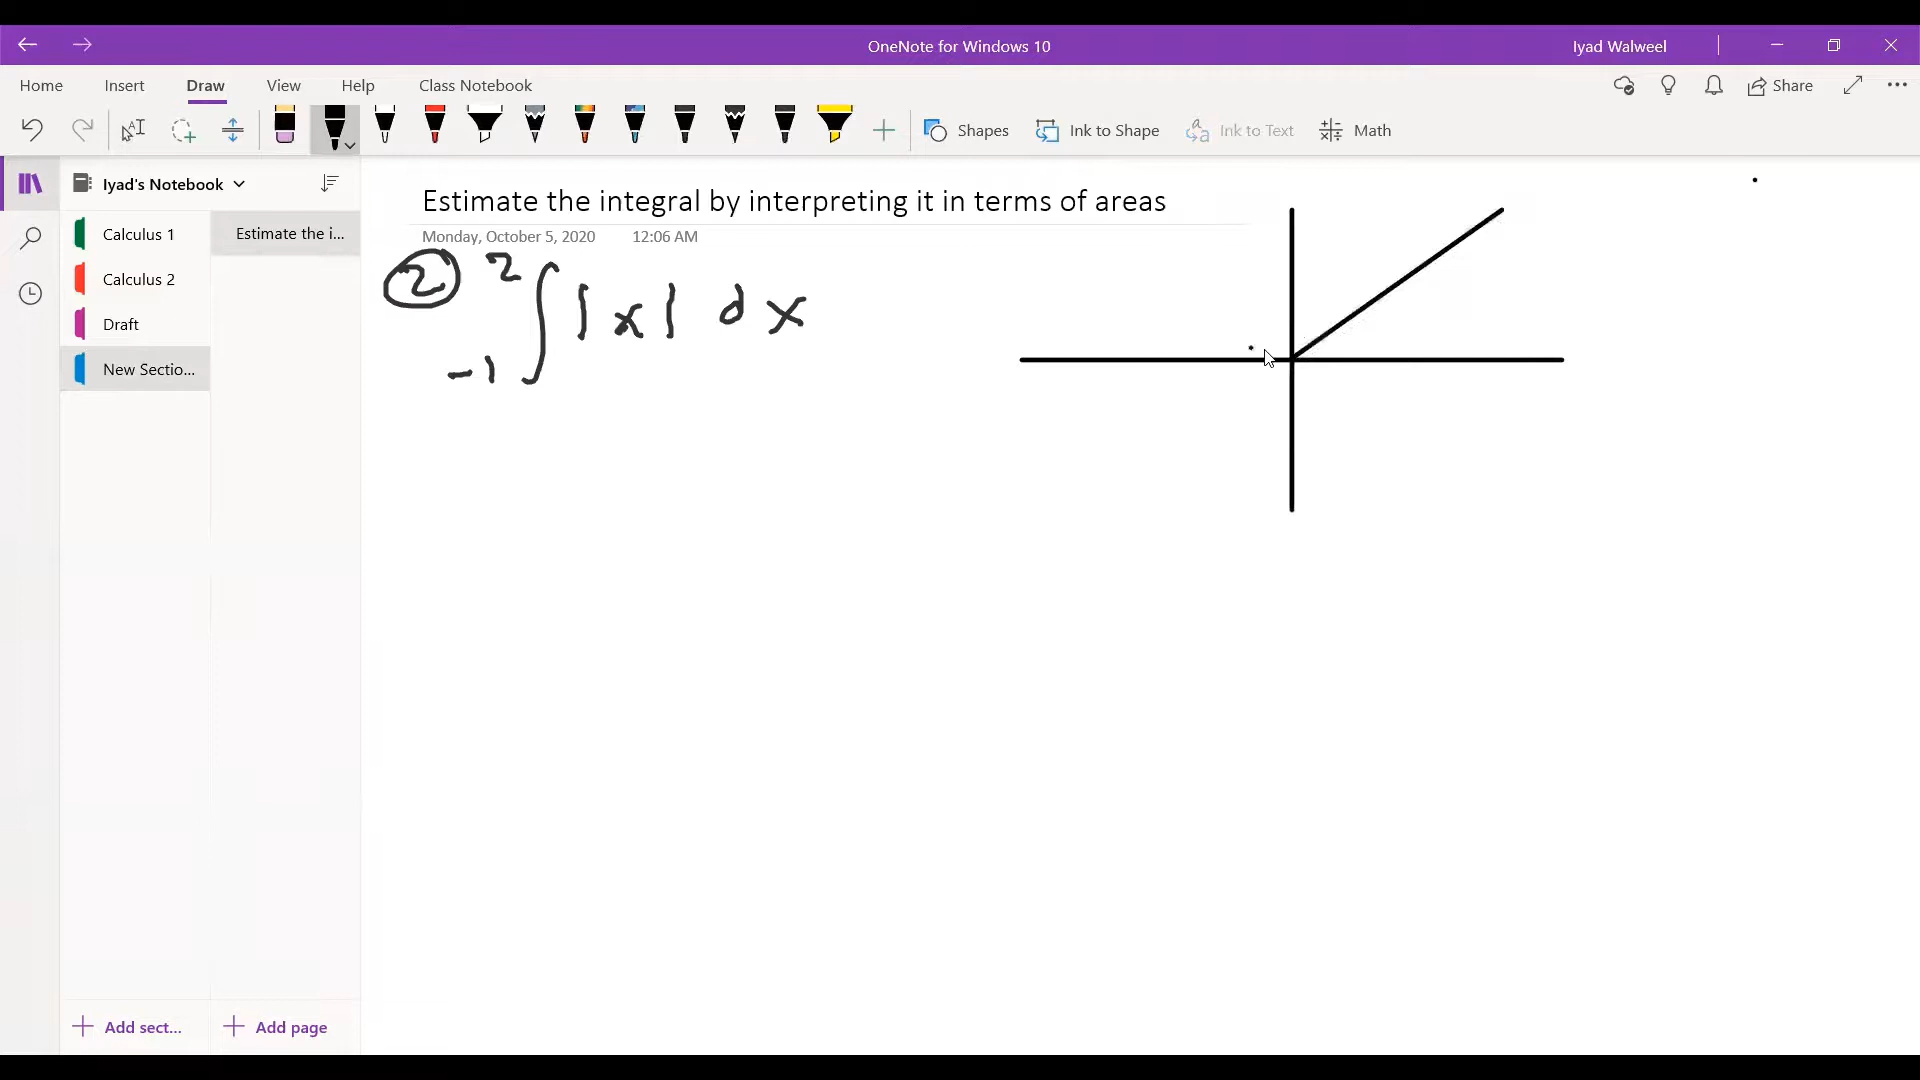 OneNote for Windows 10
Iyad Walweel
Home Insert Draw View Help Class Notebook
Share
Shapes Ink to Shape Ink to Text Math
Iyad's Notebook
Calculus 1
Calculus 2
Draft
New Sectio...
Estimate the i...
Estimate the integral by interpreting it in terms of areas
Monday, October 5, 2020 12:06 AM
② ∫_{-1}^{2} |x| dx
Add sect...
Add page